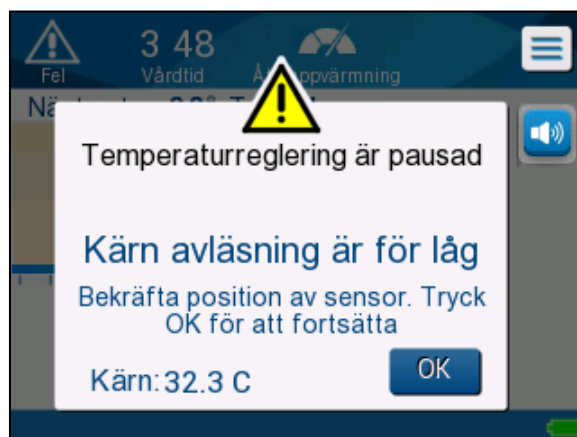 3 48
Fel
Vårdtid
Temperaturreglering är pausad
Kärn avläsning är för låg
Bekräfta position av sensor. Tryck
OK för att fortsätta
Kärn: 32.3 C
OK